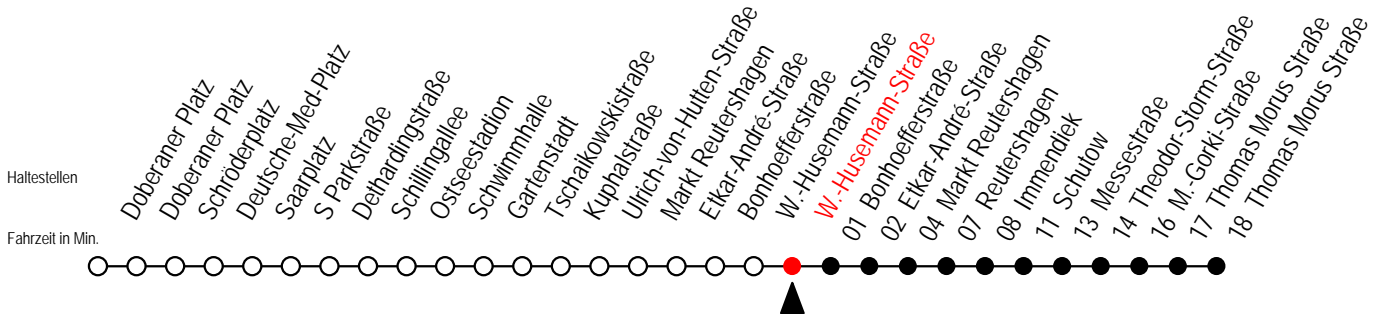 Haltestellen
Doberaner Platz
Doberaner Platz
Schröderplatz
Deutsche-Med-Platz
Saarplatz
S Parkstraße
Dethardingstraße
Schillingallee
Ostseestadion
Schwimmhalle
Gartenstadt
Tschaikowskistraße
Kuphalstraße
Ulrich-von-Hutten-Straße
Markt Reutershagen
Etkar-André-Straße
Bonhoefferstraße
W.-Husemann-Straße
W.-Husemann-Straße
01 Bonhoefferstraße
02 Etkar-André-Straße
04 Markt Reutershagen
07 Reutershagen
08 Immendiek
11 Schutow
13 Messestraße
14 Theodor-Storm-Straße
16 M.-Gorki-Straße
17 Thomas Morus Straße
18 Thomas Morus Straße
Fahrzeit in Min.